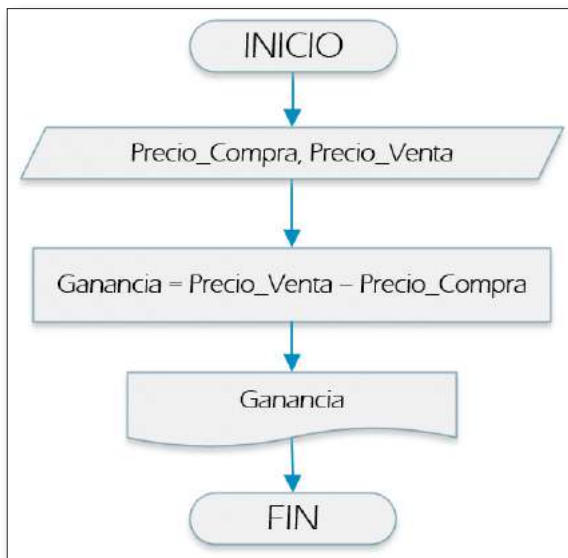 INICIO
Precio_Compra, Precio_Venta
Ganancia = Precio_Venta – Precio_Compra
Ganancia
FIN